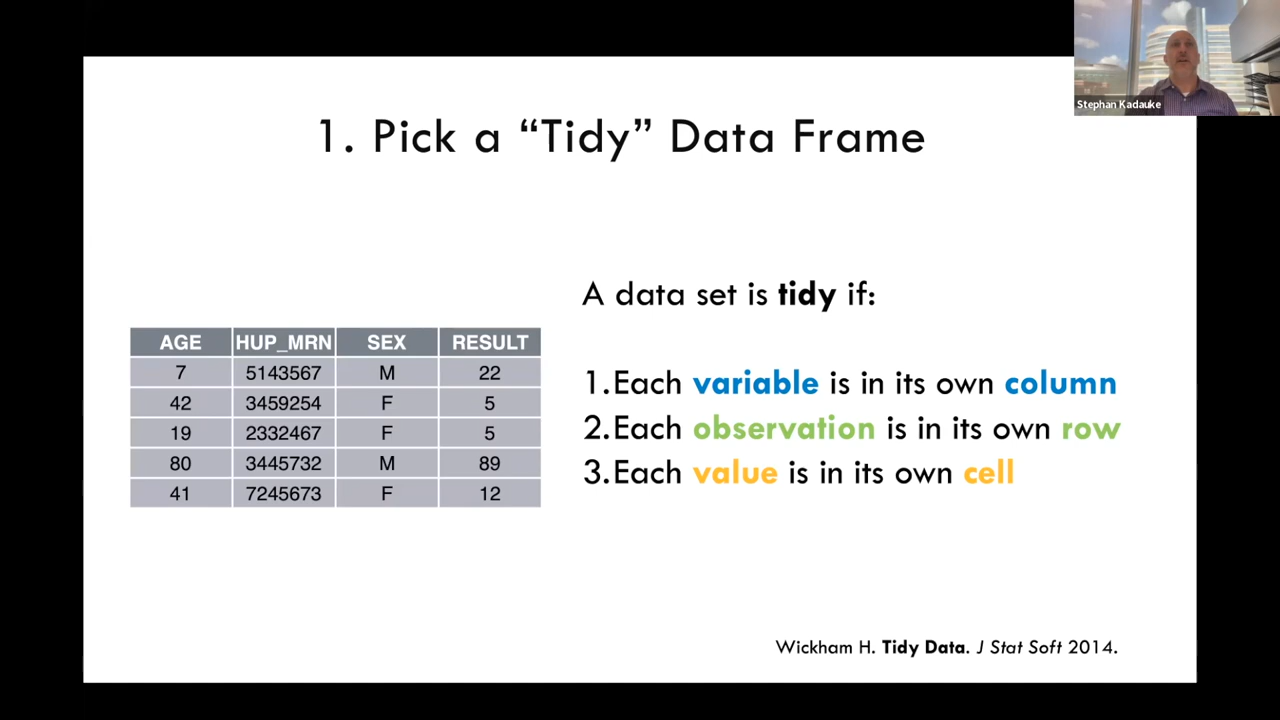 Stephan Kadauke
1. Pick a “Tidy” Data Frame
A data set is tidy if:
AGE HUP_MRN SEX RESULT
7 5143567 M 22
42 3459254 F 5
19 2332467 F 5
80 3445732 M 89
41 7245673 F 12
1.Each variable is in its own column
2.Each observation is in its own row
3.Each value is in its own cell
Wickham H. Tidy Data. J Stat Soft 2014.